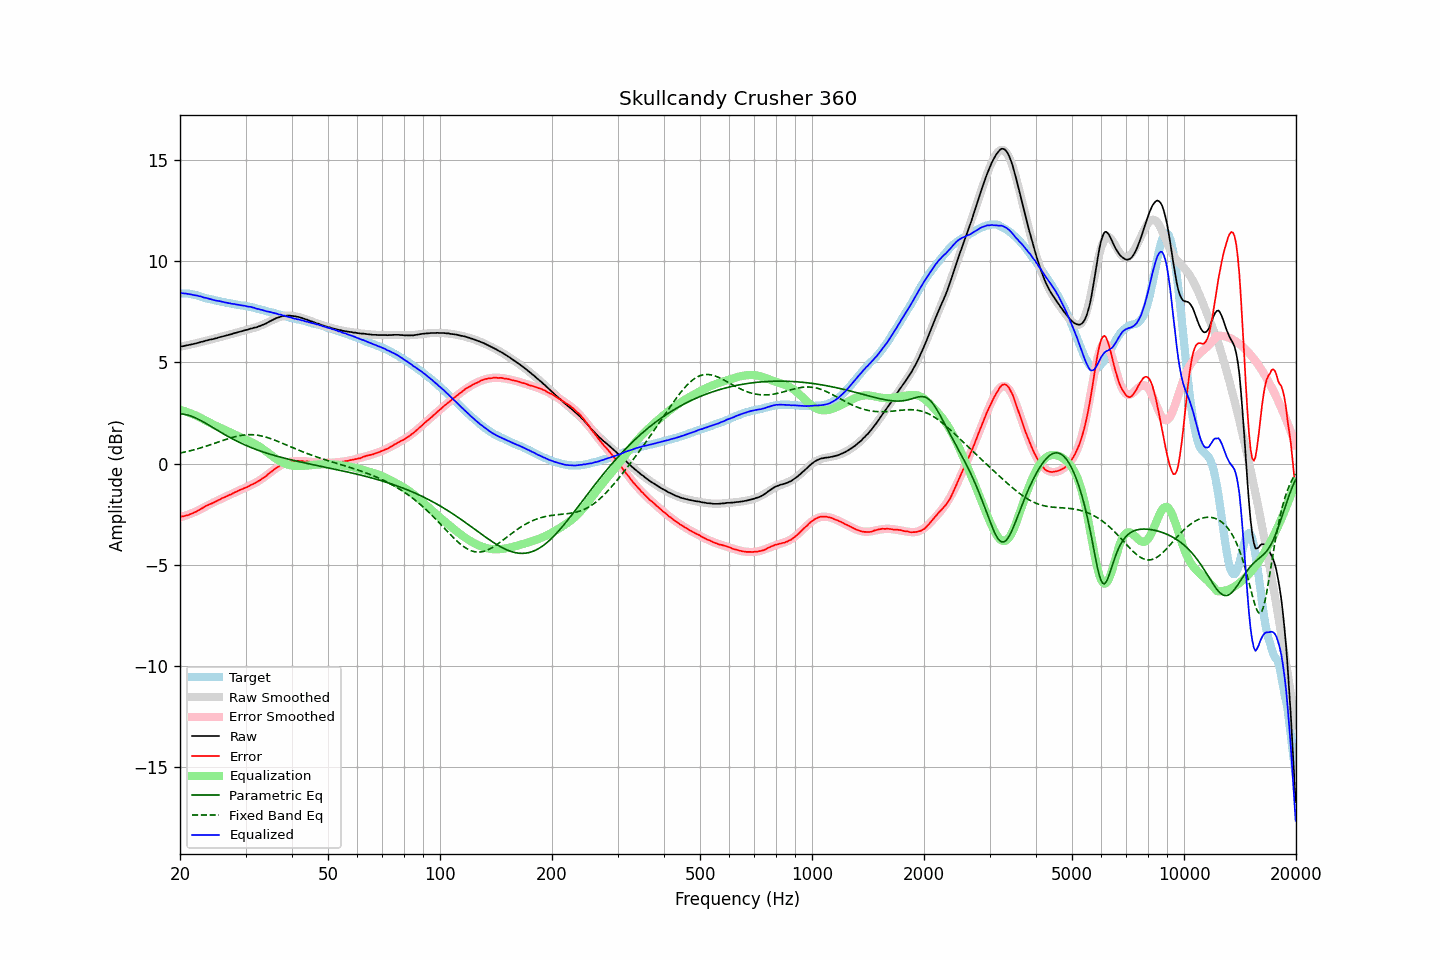 Skullcandy Crusher 360
15
10
5
0
−5
−10
−15
Amplitude (dBr)
Target
Raw Smoothed
Error Smoothed
Raw
Error
Equalization
Parametric Eq
Fixed Band Eq
Equalized
20 50 100 200 500 1000 2000 5000 10000 20000
Frequency (Hz)